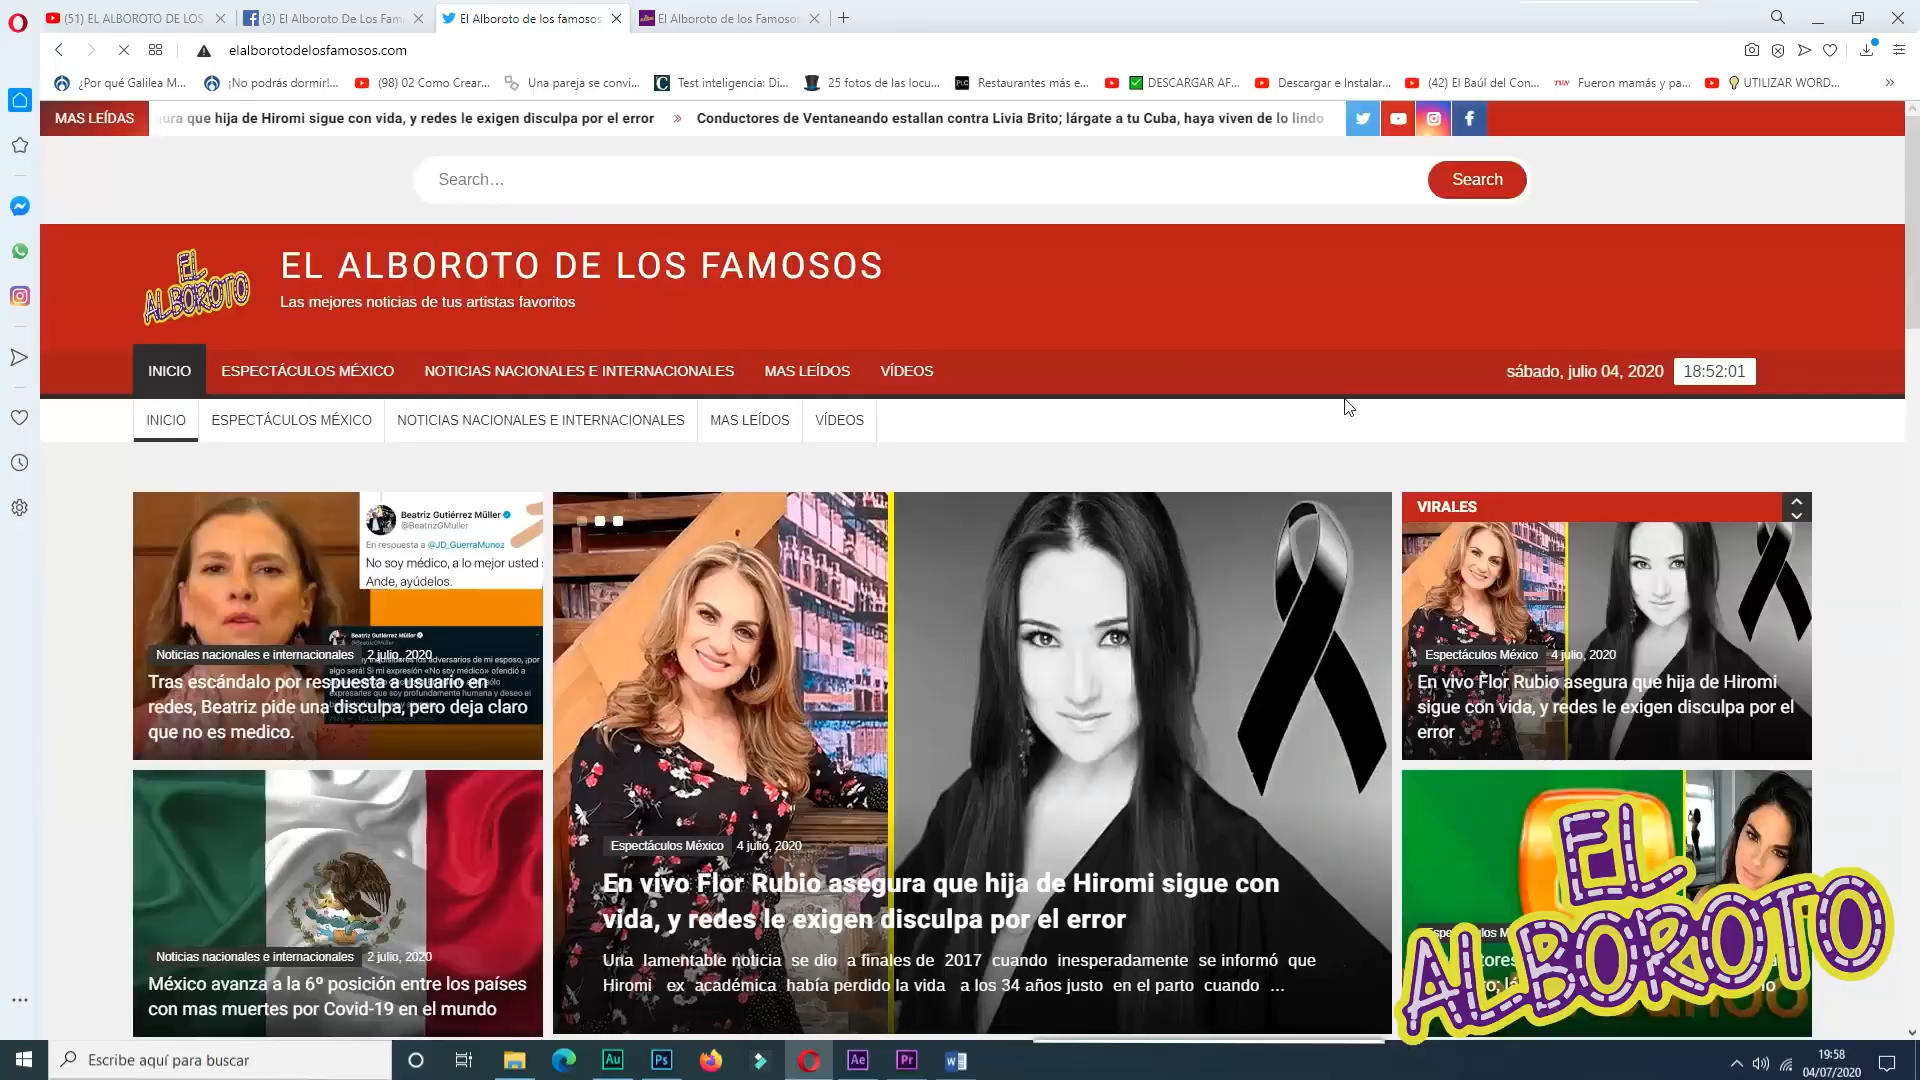 (51) EL ALBOROTO DE LOS
(3) El Alboroto De Los Fam
El Alboroto de los famosos
El Alboroto de los Famosos
elalborotodelosfamosos.com
¿Por qué Galilea M...
¡No podrás dormir!...
(98) 02 Como Crear...
Una pareja se convi...
Test inteligencia: Di...
25 fotos de las locu...
Restaurantes más e...
DESCARGAR AF...
Descargar e Instalar...
(42) El Baúl del Con...
Fueron mamás y pa...
UTILIZAR WORD...
MAS LEÍDAS
ura que hija de Hiromi sigue con vida, y redes le exigen disculpa por el error
Conductores de Ventaneando estallan contra Livia Brito; lárgate a tu Cuba, haya viven de lo lindo
Search…
Search
EL ALBOROTO
EL ALBOROTO DE LOS FAMOSOS
Las mejores noticias de tus artistas favoritos
INICIO ESPECTÁCULOS MÉXICO NOTICIAS NACIONALES E INTERNACIONALES MAS LEÍDOS VÍDEOS
sábado, julio 04, 2020 18:52:01
INICIO ESPECTÁCULOS MÉXICO NOTICIAS NACIONALES E INTERNACIONALES MAS LEÍDOS VÍDEOS
Beatriz Gutiérrez Müller
@BeatrizGMuller
En respuesta a @JD_GuerraMunoz
No soy médico, a lo mejor usted
Ande, ayúdelos.
Beatriz Gutiérrez Müller
Noticias nacionales e internacionales 2 julio, 2020
Tras escándalo por respuesta a usuario en
redes, Beatriz pide una disculpa, pero deja claro
que no es medico.
Noticias nacionales e internacionales 2 julio, 2020
México avanza a la 6º posición entre los países
con mas muertes por Covid-19 en el mundo
Espectáculos México 4 julio, 2020
En vivo Flor Rubio asegura que hija de Hiromi sigue con
vida, y redes le exigen disculpa por el error
Una lamentable noticia se dio a finales de 2017 cuando inesperadamente se informó que
Hiromi ex académica había perdido la vida a los 34 años justo en el parto cuando ...
VIRALES
Espectáculos México 4 julio, 2020
En vivo Flor Rubio asegura que hija de Hiromi
sigue con vida, y redes le exigen disculpa por el
error
EL
ALBOROTO
Escribe aquí para buscar
19:58
04/07/2020